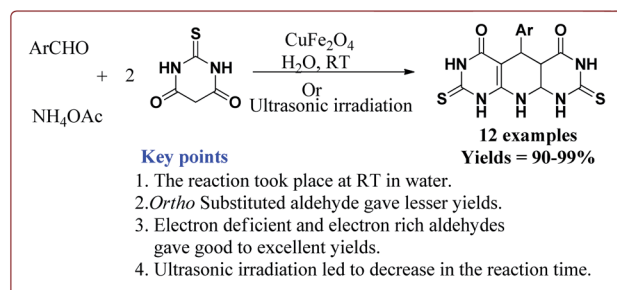 ArCHO
+ 2
NH₄OAc
S
HN NH
O O
CuFe₂O₄
H₂O, RT
Or
Ultrasonic irradiation
O Ar O
HN NH
S N H N H N H S
12 examples
Yields = 90-99%
Key points
1. The reaction took place at RT in water.
2.Ortho Substituted aldehyde gave lesser yields.
3. Electron deficient and electron rich aldehydes
gave good to excellent yields.
4. Ultrasonic irradiation led to decrease in the reaction time.